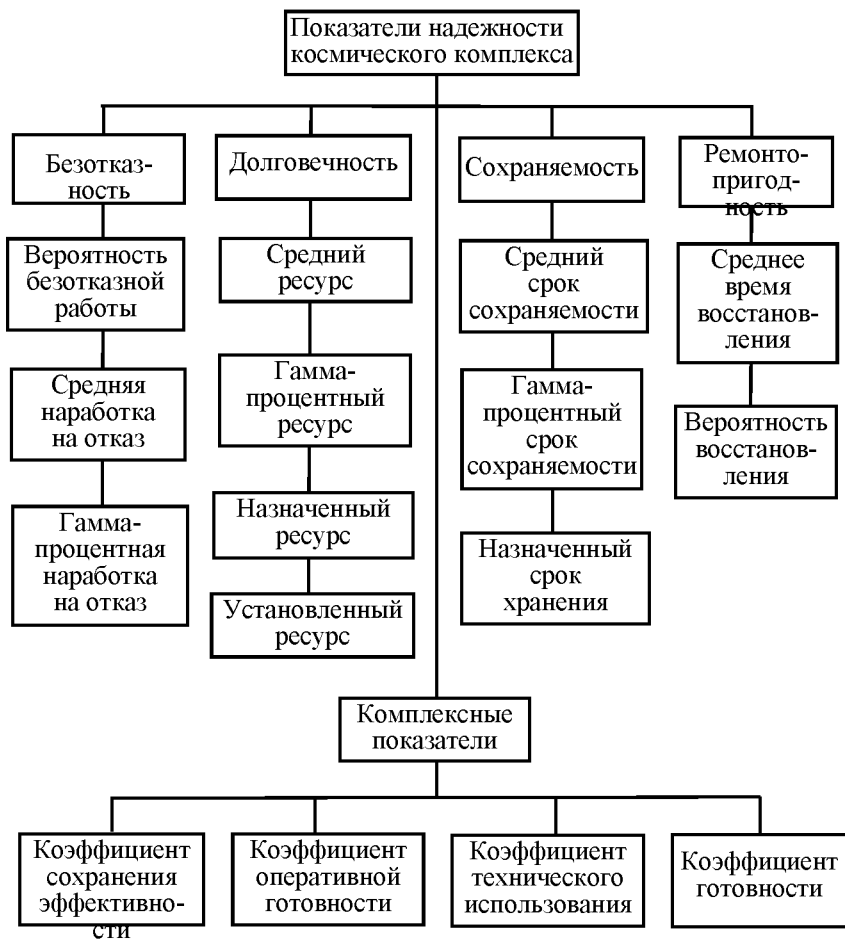 Показатели надежности
космического комплекса
Безотказ-
ность
Вероятность
безотказной
работы
Средняя
наработка
на отказ
Гамма-
процентная
наработка
на отказ
Долговечность
Средний
ресурс
Гамма-
процентный
ресурс
Назначенный
ресурс
Установленный
ресурс
Сохраняемость
Средний
срок
сохраняемости
Гамма-
процентный
срок
сохраняемости
Назначенный
срок
хранения
Ремонто-
пригод-
ность
Среднее
время
восстанов-
ления
Вероятность
восстанов-
ления
Комплексные
показатели
Коэффициент
сохранения
эффективно-
сти
Коэффициент
оперативной
готовности
Коэффициент
технического
использования
Коэффициент
готовности